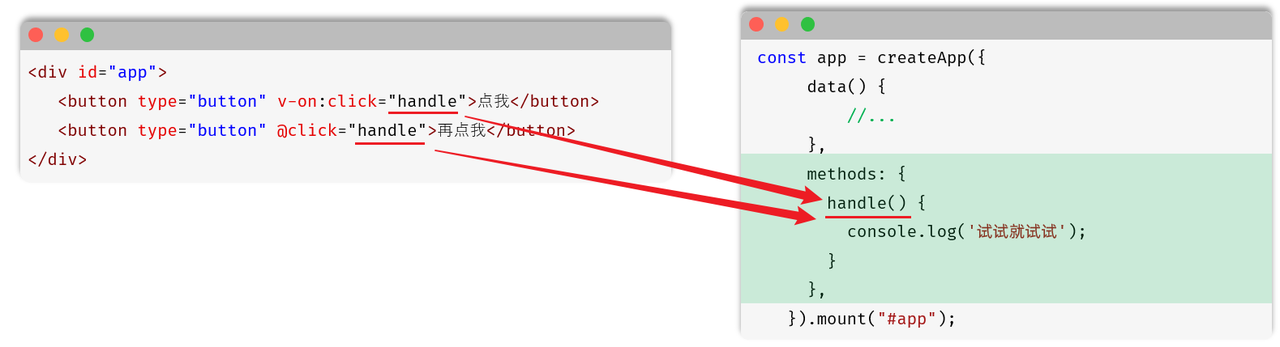 <div id="app">
<button type="button" v-on:click="handle">点我</button>
<button type="button" @click="handle">再点我</button>
</div>
const app = createApp({
data() {
//...
},
methods: {
handle() {
console.log('试试就试试');
}
},
}).mount("#app");